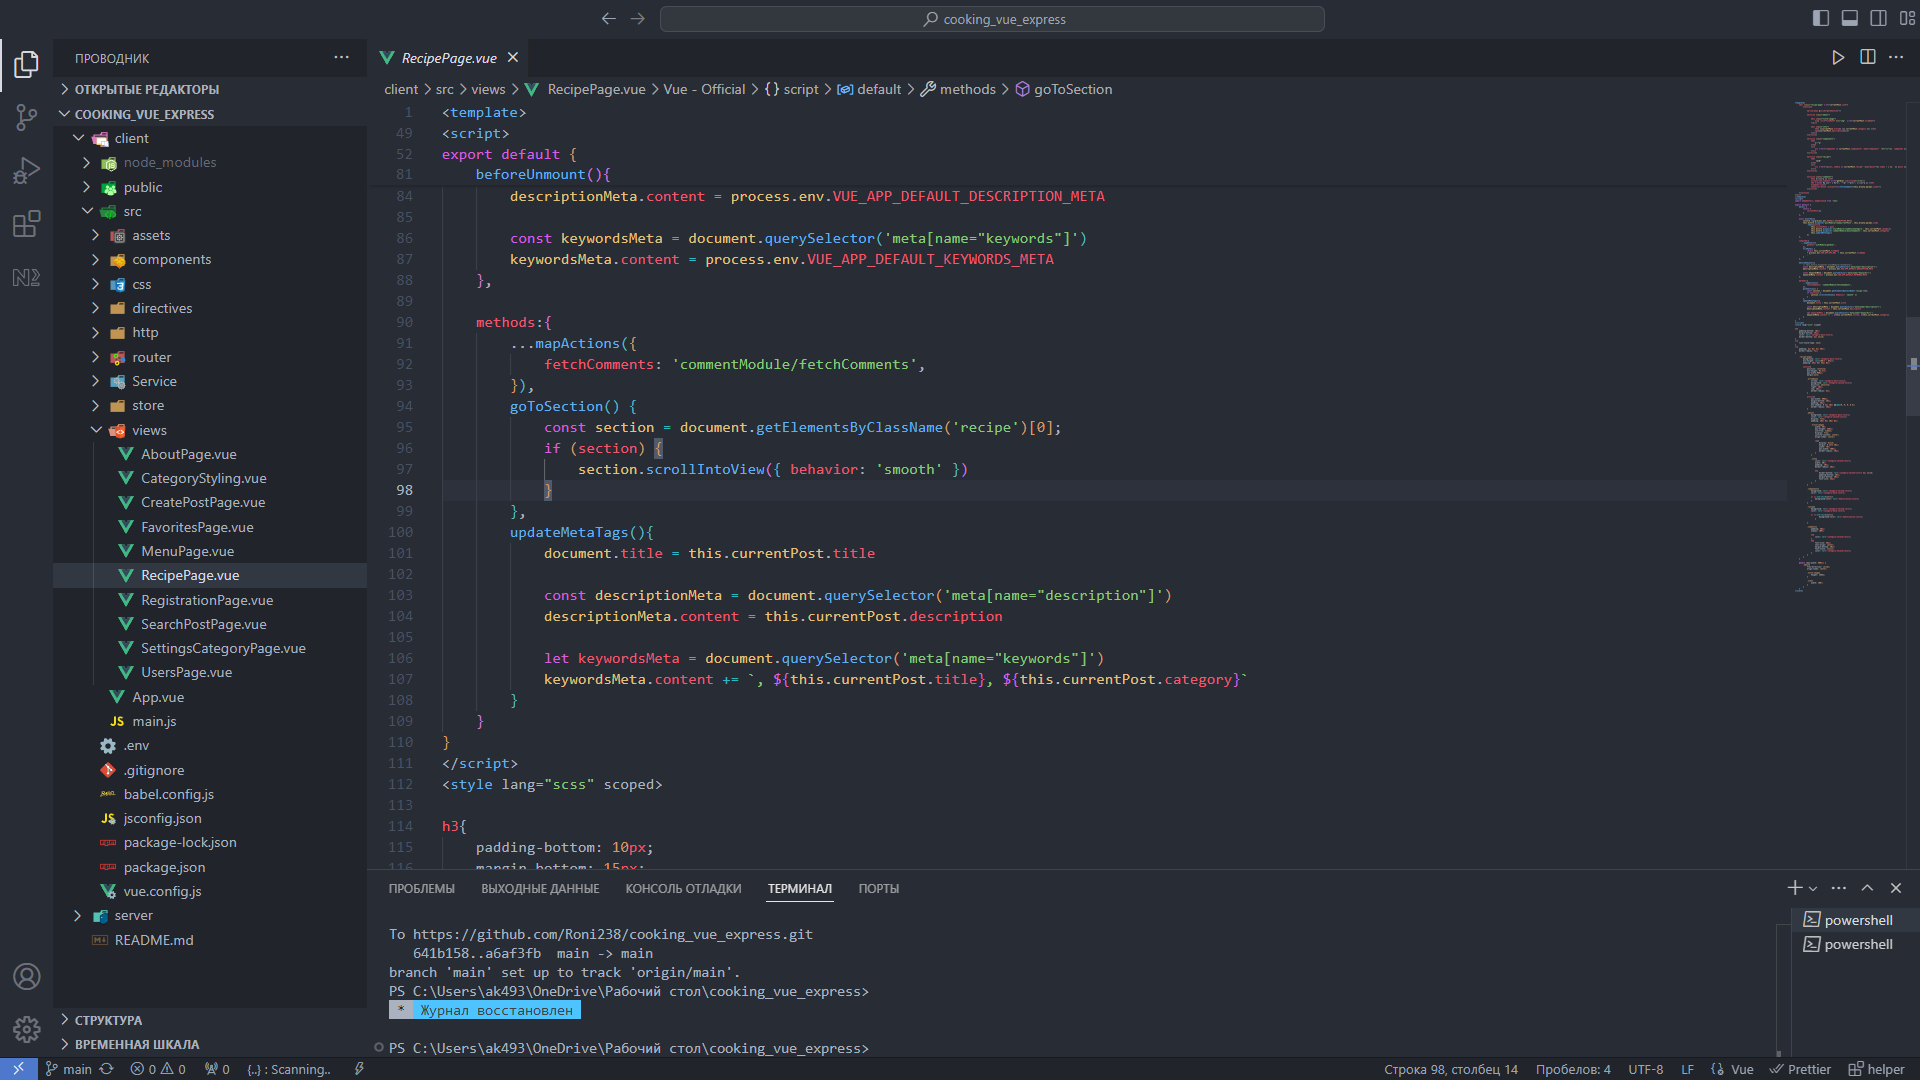 cooking_vue_express
ПРОВОДНИК
ОТКРЫТЫЕ РЕДАКТОРЫ
COOKING_VUE_EXPRESS
client
node_modules
public
src
assets
components
css
directives
http
router
Service
store
views
AboutPage.vue
CategoryStyling.vue
CreatePostPage.vue
FavoritesPage.vue
MenuPage.vue
RecipePage.vue
RegistrationPage.vue
SearchPostPage.vue
SettingsCategoryPage.vue
UsersPage.vue
App.vue
JS main.js
.env
.gitignore
babel.config.js
jsconfig.json
package-lock.json
package.json
vue.config.js
server
README.md
СТРУКТУРА
ВРЕМЕННАЯ ШКАЛА
RecipePage.vue
client > src > views > RecipePage.vue > Vue - Official > {} script > default > methods > goToSection
1 <template>
49 <script>
52 export default {
81 beforeUnmount(){
84 descriptionMeta.content = process.env.VUE_APP_DEFAULT_DESCRIPTION_META
85
86 const keywordsMeta = document.querySelector('meta[name="keywords"]')
87 keywordsMeta.content = process.env.VUE_APP_DEFAULT_KEYWORDS_META
88 },
89
90 methods:{
91 ...mapActions({
92 fetchComments: 'commentModule/fetchComments',
93 }),
94 goToSection() {
95 const section = document.getElementsByClassName('recipe')[0];
96 if (section) {
97 section.scrollIntoView({ behavior: 'smooth' })
98 }
99 },
100 updateMetaTags(){
101 document.title = this.currentPost.title
102
103 const descriptionMeta = document.querySelector('meta[name="description"]')
104 descriptionMeta.content = this.currentPost.description
105
106 let keywordsMeta = document.querySelector('meta[name="keywords"]')
107 keywordsMeta.content += `, ${this.currentPost.title}, ${this.currentPost.category}`
108 }
109 }
110 }
111 </script>
112 <style lang="scss" scoped>
113
114 h3{
115 padding-bottom: 10px;
116 margin-bottom: 15px;
ПРОБЛЕМЫ ВЫХОДНЫЕ ДАННЫЕ КОНСОЛЬ ОТЛАДКИ ТЕРМИНАЛ ПОРТЫ
To https://github.com/Roni238/cooking_vue_express.git
641b158..a6af3fb main -> main
branch 'main' set up to track 'origin/main'.
PS C:\Users\ak493\OneDrive\Рабочий стол\cooking_vue_express>
* Журнал восстановлен
PS C:\Users\ak493\OneDrive\Рабочий стол\cooking_vue_express>
powershell
powershell
main 0 0 0 {..} : Scanning.. Строка 98, столбец 14 Пробелов: 4 UTF-8 LF Vue Prettier helper